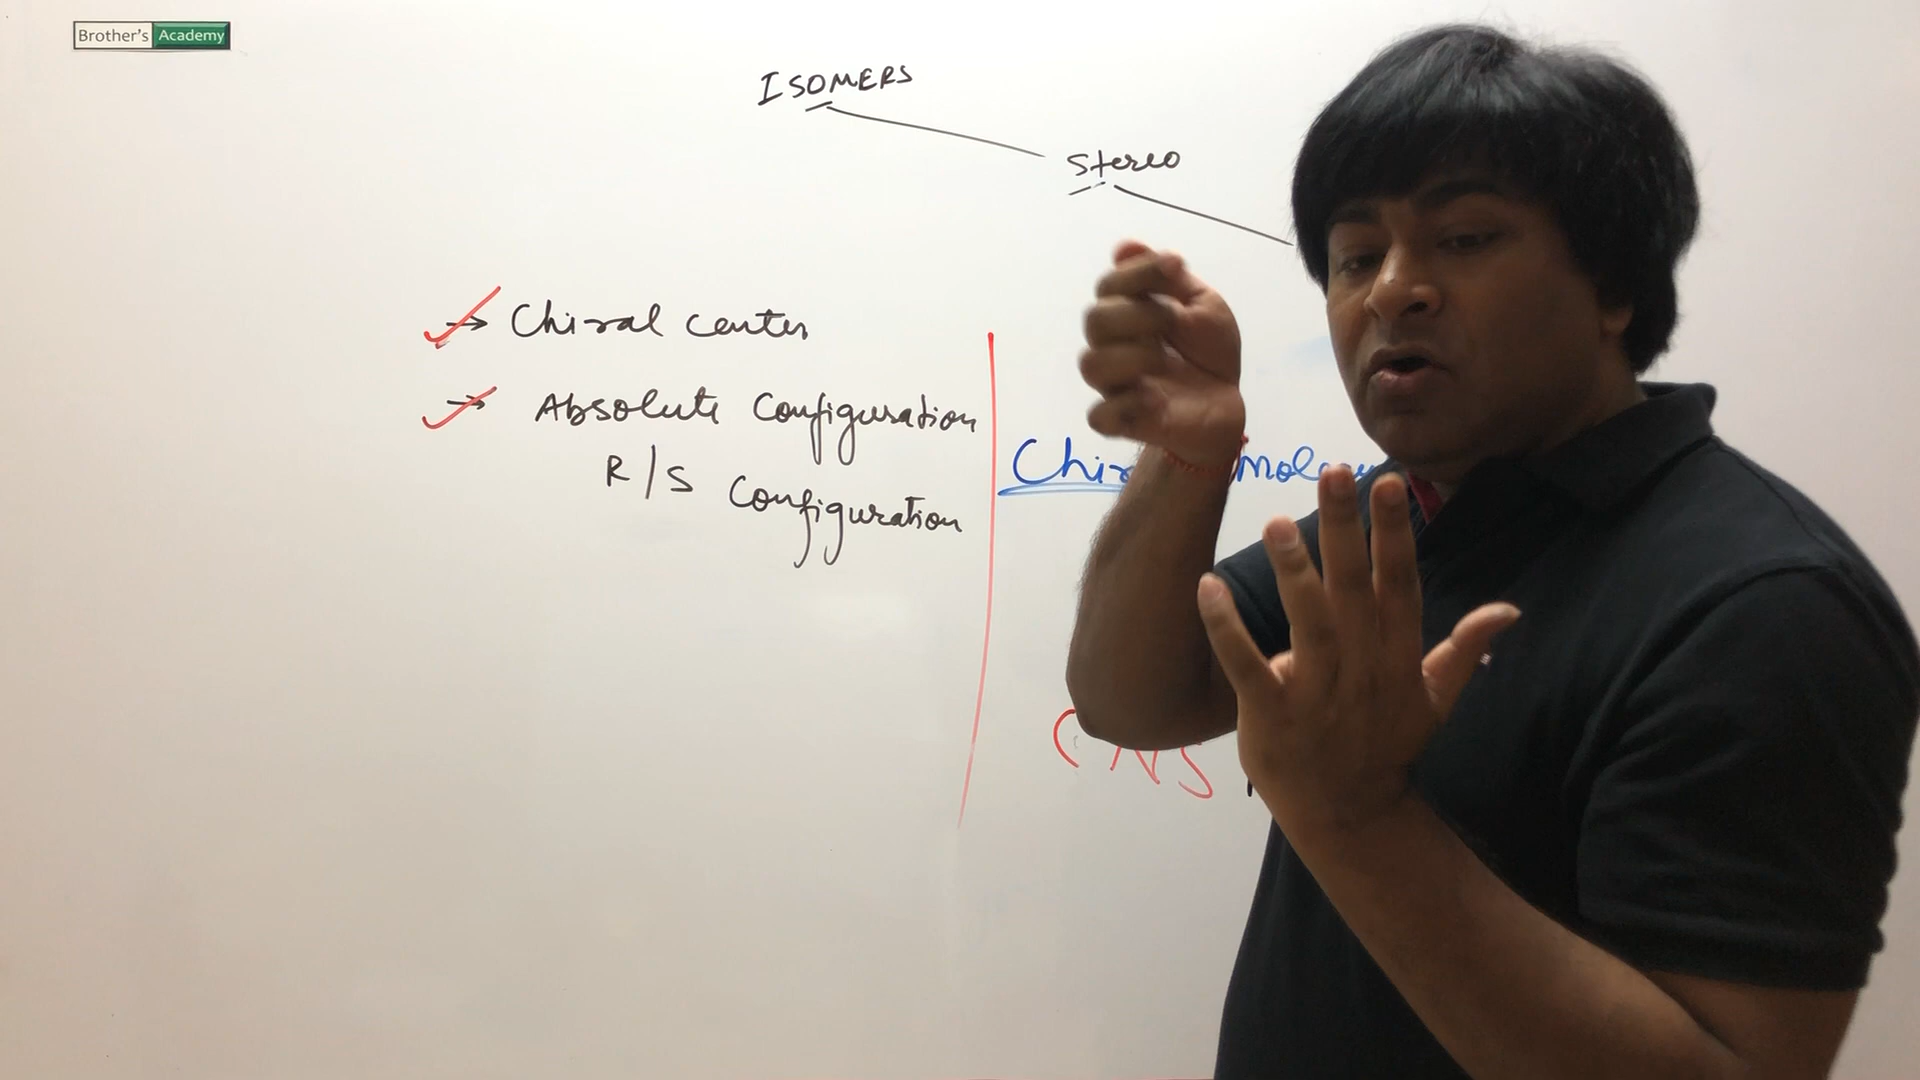 Brother's Academy
ISOMERS
Stereo
→ Chiral center
→ Absolute Configuration
R/S Configuration